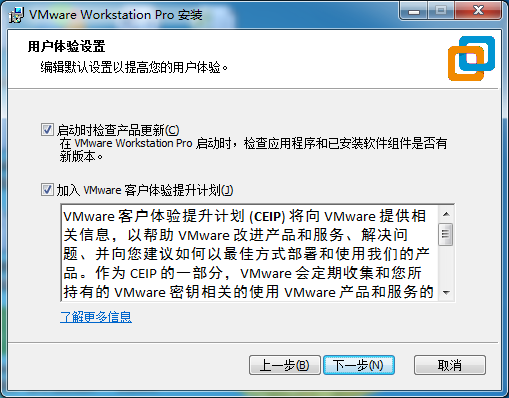 VMware Workstation Pro 安装
用户体验设置
编辑默认设置以提高您的用户体验。
启动时检查产品更新(C)
在 VMware Workstation Pro 启动时，检查应用程序和已安装软件组件是否有
新版本。
加入 VMware 客户体验提升计划(J)
VMware 客户体验提升计划 (CEIP) 将向 VMware 提供相
关信息，以帮助 VMware 改进产品和服务、解决问
题、并向您建议如何以最佳方式部署和使用我们的产
品。作为 CEIP 的一部分，VMware 会定期收集和您所
持有的 VMware 密钥相关的使用 VMware 产品和服务的
了解更多信息
上一步(B)
下一步(N)
取消